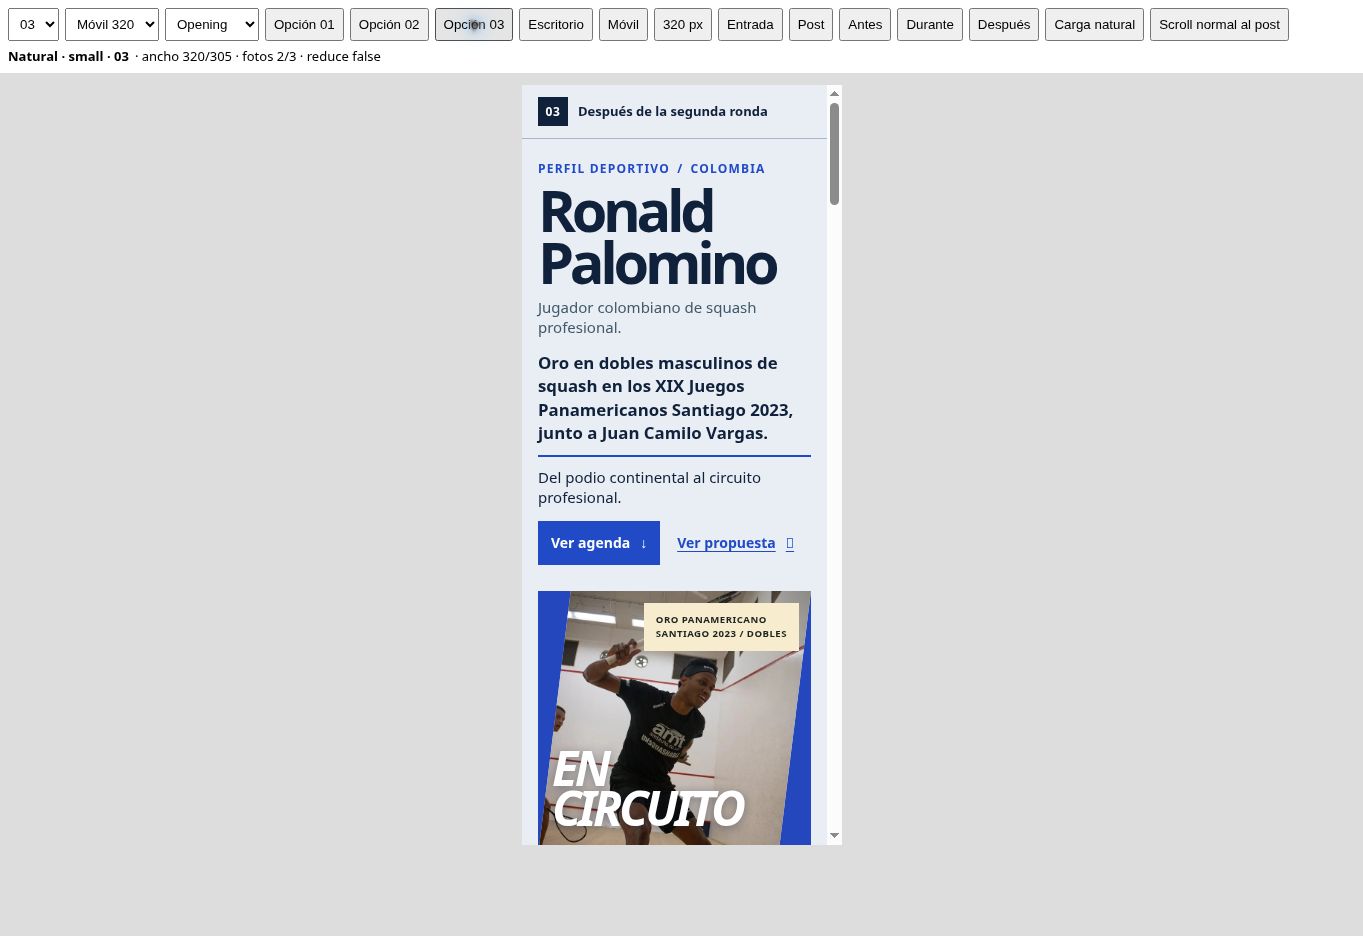 03 Móvil 320 Opening Opción 01 Opción 02 Opción 03 Escritorio Móvil 320 px Entrada Post Antes Durante Después Carga natural Scroll normal al post
Natural · small · 03 · ancho 320/305 · fotos 2/3 · reduce false
03 Después de la segunda ronda
PERFIL DEPORTIVO / COLOMBIA
Ronald
Palomino
Jugador colombiano de squash
profesional.
Oro en dobles masculinos de
squash en los XIX Juegos
Panamericanos Santiago 2023,
junto a Juan Camilo Vargas.
Del podio continental al circuito
profesional.
Ver agenda ↓ Ver propuesta
ORO PANAMERICANO
SANTIAGO 2023 / DOBLES
amt
UNSQUASHABLE
EN
CIRCUITO